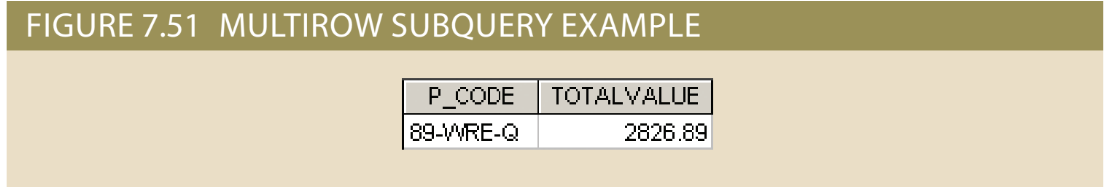 FIGURE 7.51 MULTIROW SUBQUERY EXAMPLE
P_CODE TOTALVALUE
89-WRE-Q 2826.89